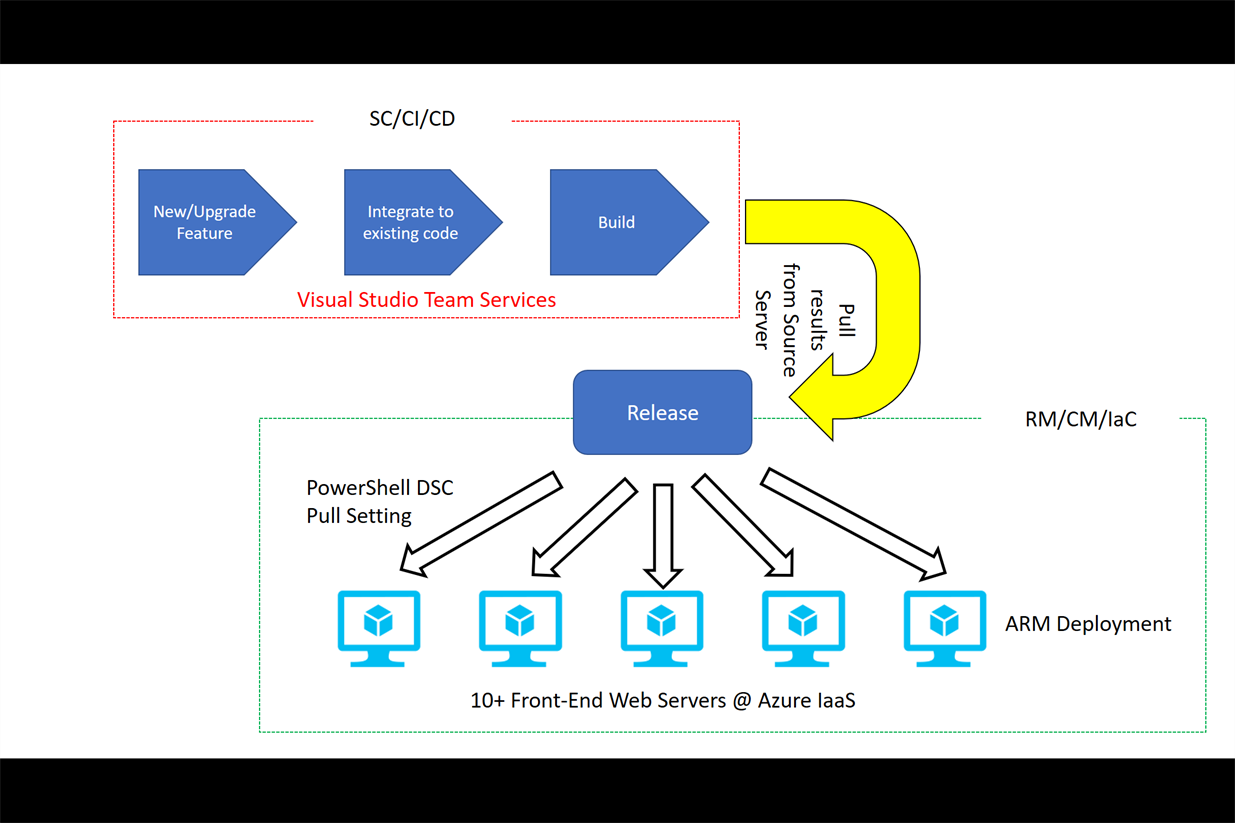 SC/CI/CD
New/Upgrade
Feature
Integrate to
existing code
Build
Visual Studio Team Services
Pull
results
from Source
Server
Release
RM/CM/IaC
PowerShell DSC
Pull Setting
ARM Deployment
10+ Front-End Web Servers @ Azure IaaS